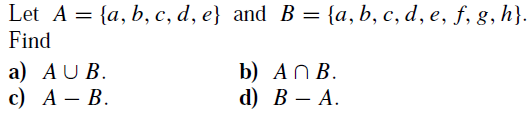 Let A = {a, b, c, d, e} and B = {a, b, c, d, e, f, g, h}.
Find
a) A ∪ B. b) A ∩ B.
c) A − B. d) B − A.